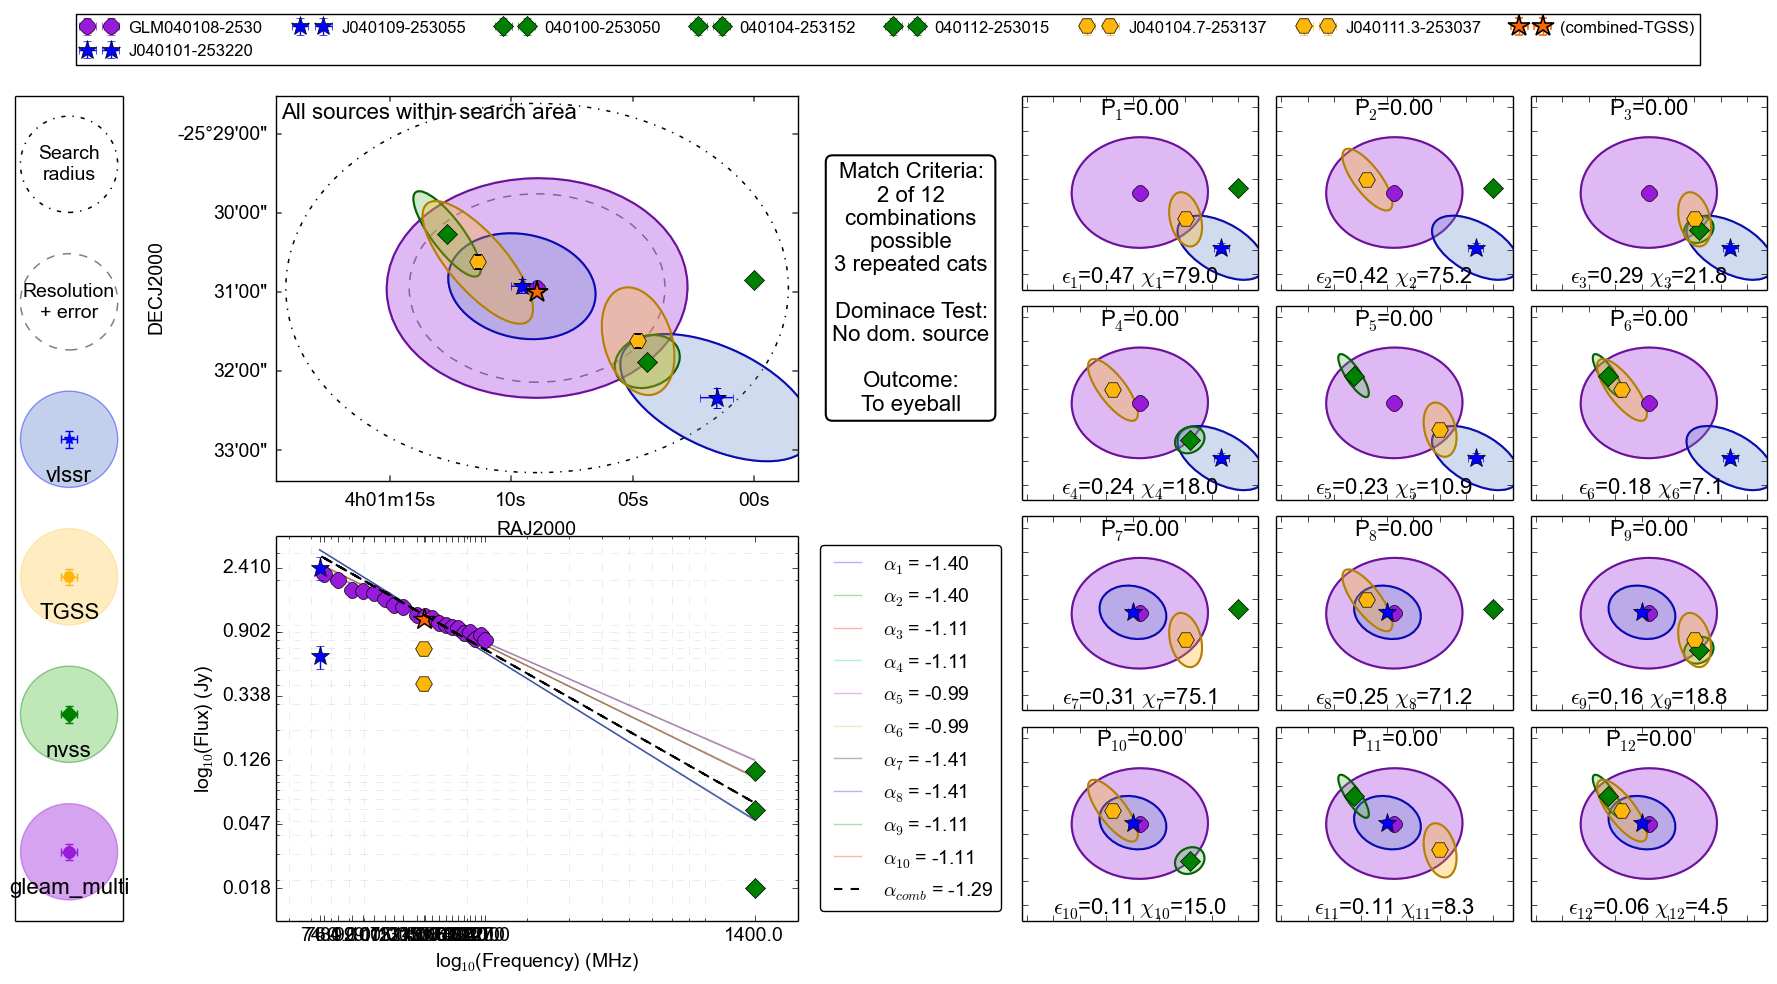 GLM040108-2530 J040109-253055 040100-253050 040104-253152 040112-253015 J040104.7-253137 J040111.3-253037 (combined-TGSS)
J040101-253220
Search
radius
Resolution
+ error
vlssr
TGSS
nvss
gleam_multi
All sources within search area
DECJ2000
-25°29'00"
30'00"
31'00"
32'00"
33'00"
4h01m15s 10s 05s 00s
RAJ2000
Match Criteria:
2 of 12
combinations
possible
3 repeated cats
Dominace Test:
No dom. source
Outcome:
To eyeball
log10(Flux) (Jy)
2.410
0.902
0.338
0.126
0.047
0.018
1400.0
log10(Frequency) (MHz)
α1 = -1.40
α2 = -1.40
α3 = -1.11
α4 = -1.11
α5 = -0.99
α6 = -0.99
α7 = -1.41
α8 = -1.41
α9 = -1.11
α10 = -1.11
αcomb = -1.29
P1=0.00 P2=0.00 P3=0.00
ϵ1=0.47 χ1=79.0 ϵ2=0.42 χ2=75.2 ϵ3=0.29 χ3=21.8
P4=0.00 P5=0.00 P6=0.00
ϵ4=0.24 χ4=18.0 ϵ5=0.23 χ5=10.9 ϵ6=0.18 χ6=7.1
P7=0.00 P8=0.00 P9=0.00
ϵ7=0.31 χ7=75.1 ϵ8=0.25 χ8=71.2 ϵ9=0.16 χ9=18.8
P10=0.00 P11=0.00 P12=0.00
ϵ10=0.11 χ10=15.0 ϵ11=0.11 χ11=8.3 ϵ12=0.06 χ12=4.5